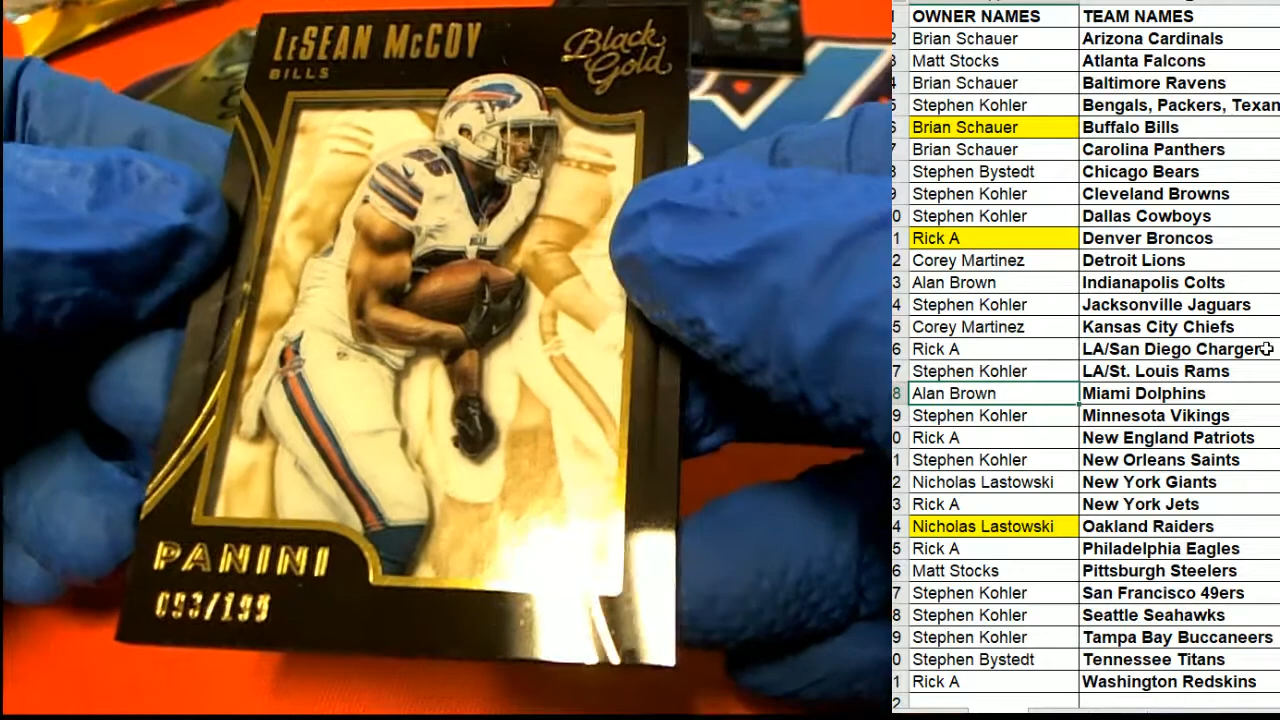 LeSEAN McCOY
BILLS
Black
Gold
25
BILLS
PANINI
OWNER NAMES TEAM NAMES
Brian Schauer Arizona Cardinals
Matt Stocks Atlanta Falcons
Brian Schauer Baltimore Ravens
Stephen Kohler Bengals, Packers, Texan
Brian Schauer Buffalo Bills
Brian Schauer Carolina Panthers
Stephen Bystedt Chicago Bears
Stephen Kohler Cleveland Browns
Stephen Kohler Dallas Cowboys
Rick A Denver Broncos
Corey Martinez Detroit Lions
Alan Brown Indianapolis Colts
Stephen Kohler Jacksonville Jaguars
Corey Martinez Kansas City Chiefs
Rick A LA/San Diego Charger
Stephen Kohler LA/St. Louis Rams
Alan Brown Miami Dolphins
Stephen Kohler Minnesota Vikings
Rick A New England Patriots
Stephen Kohler New Orleans Saints
Nicholas Lastowski New York Giants
Rick A New York Jets
Nicholas Lastowski Oakland Raiders
Rick A Philadelphia Eagles
Matt Stocks Pittsburgh Steelers
Stephen Kohler San Francisco 49ers
Stephen Kohler Seattle Seahawks
Stephen Kohler Tampa Bay Buccaneers
Stephen Bystedt Tennessee Titans
Rick A Washington Redskins